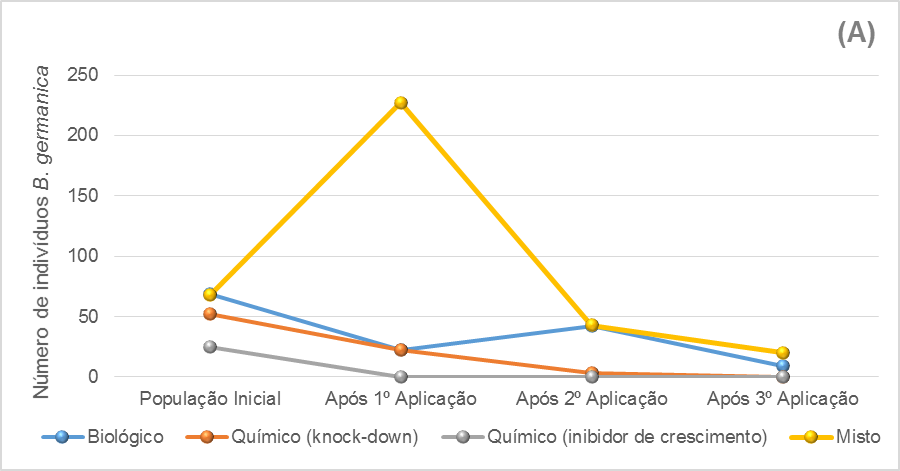 (A)
Número de indivíduos B. germanica
250
200
150
100
50
0
População Inicial
Após 1º Aplicação
Após 2º Aplicação
Após 3º Aplicação
Biológico
Químico (knock-down)
Químico (inibidor de crescimento)
Misto